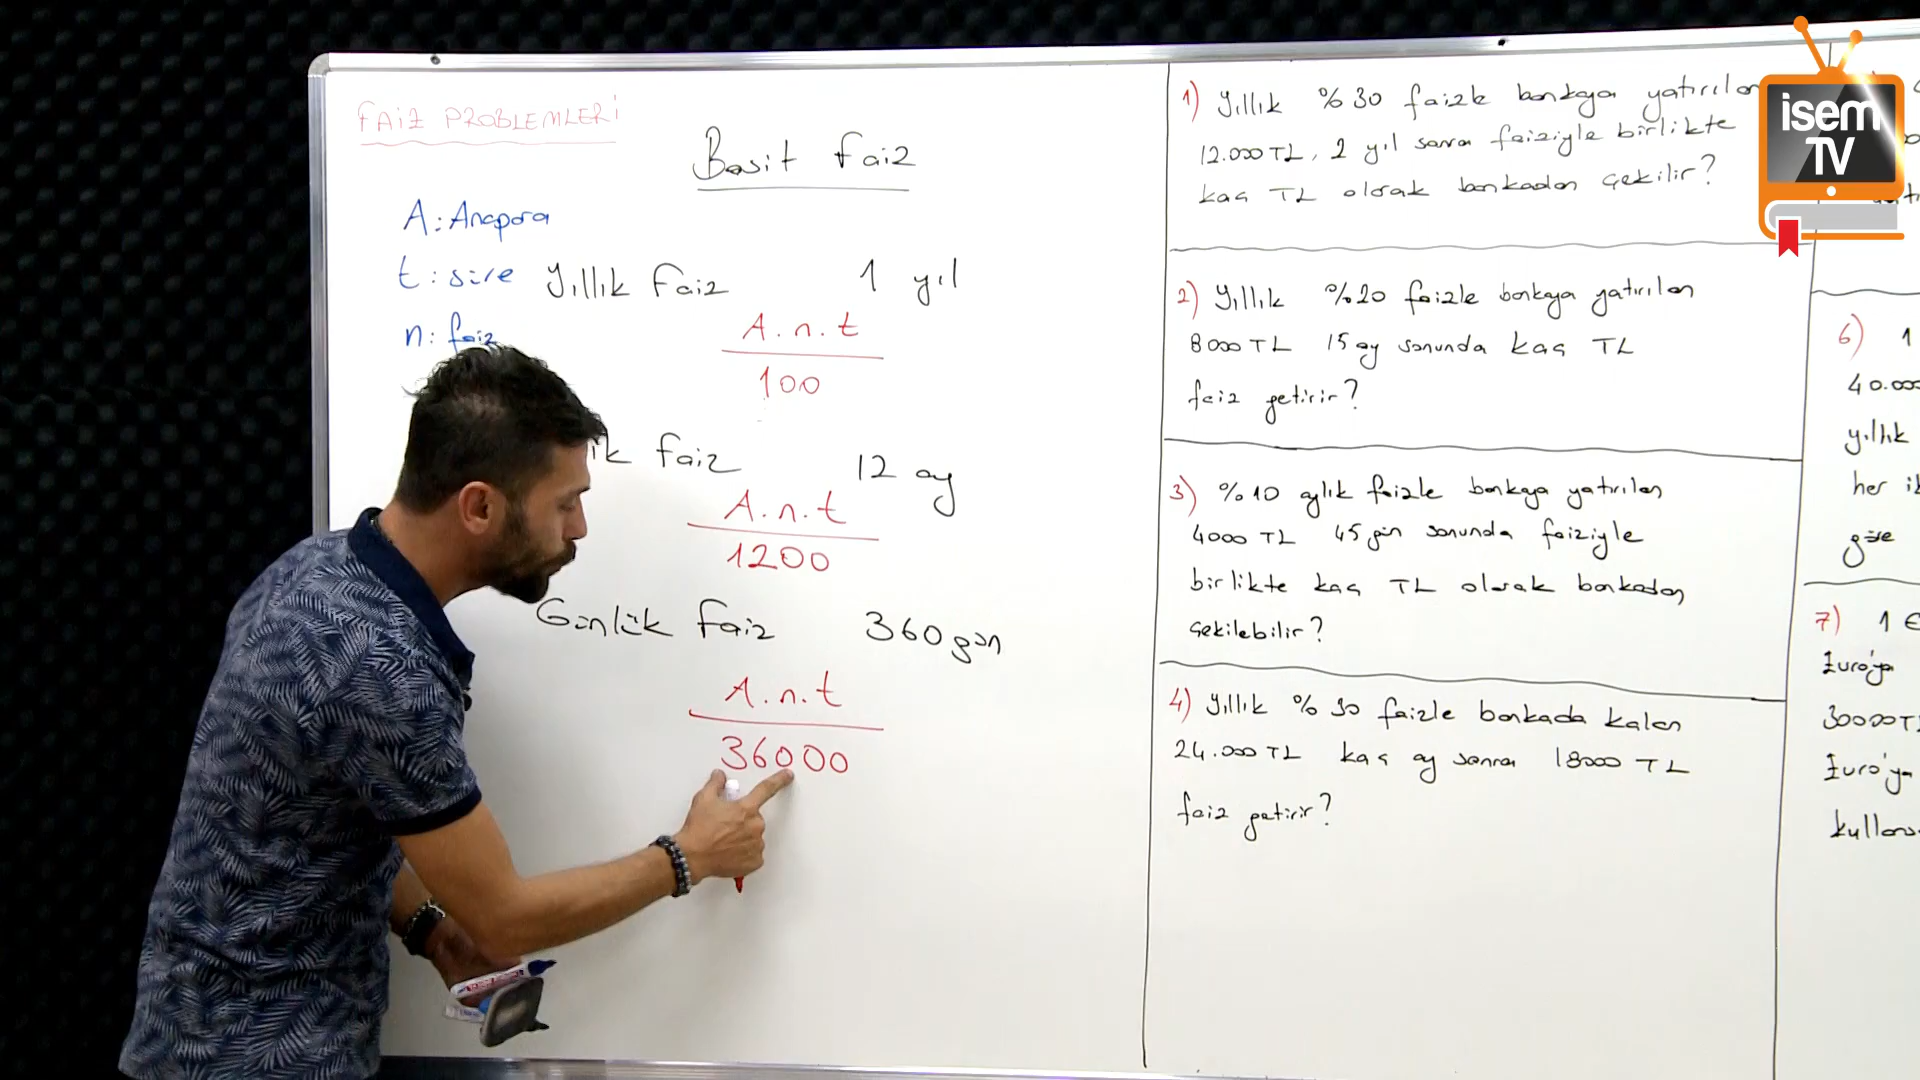 FAİZ PROBLEMLERİ
Basit Faiz
A: Anapara
t: süre
n: faiz
Yıllık Faiz 1 yıl
A.n.t
100
ık Faiz 12 ay
A.n.t
1200
Günlük Faiz 360 gün
A.n.t
36000
1) Yıllık %30 faizle bankaya yatırılan
12.000 TL, 2 yıl sonra faiziyle birlikte
kaç TL olarak bankadan çekilir?
2) Yıllık %20 faizle bankaya yatırılan
8000 TL 15 ay sonunda kaç TL
faiz getirir?
3) %10 aylık faizle bankaya yatırılan
4000 TL 45 gün sonunda faiziyle
birlikte kaç TL olarak bankadan
çekilebilir?
4) Yıllık %30 faizle bankada kalan
24.000 TL kaç ay sonra 18000 TL
faiz getirir?
6) 1
40.000
yıllık
her
göre
7) 1 €
Euro'ya
30000 T
Euro'ya
kullan
isem
TV